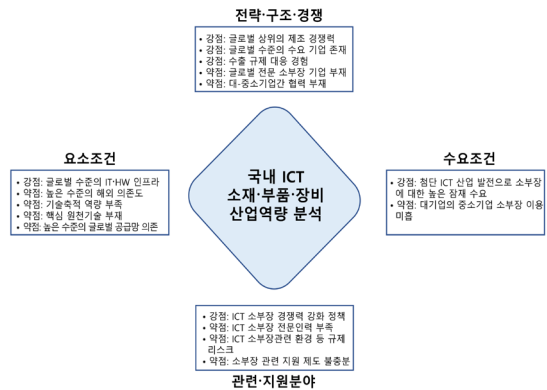 전략·구조·경쟁
• 강점: 글로벌 상위의 제조 경쟁력
• 강점: 글로벌 수준의 수요 기업 존재
• 강점: 수출 규제 대응 경험
• 약점: 글로벌 전문 소부장 기업 부재
• 약점: 대-중소기업간 협력 부재
요소조건
• 강점: 글로벌 수준의 IT·HW 인프라
• 약점: 높은 수준의 해외 의존도
• 약점: 기술축적 역량 부족
• 약점: 핵심 원천기술 부재
• 약점: 높은 수준의 글로벌 공급망 의존
국내 ICT
소재·부품·장비
산업역량 분석
수요조건
• 강점: 첨단 ICT 산업 발전으로 소부장
에 대한 높은 잠재 수요
• 약점: 대기업의 중소기업 소부장 이용
미흡
• 강점: ICT 소부장 경쟁력 강화 정책
• 약점: ICT 소부장 전문인력 부족
• 약점: ICT 소부장관련 환경 등 규제
리스크
• 약점: 소부장 관련 지원 제도 불충분
관련·지원분야